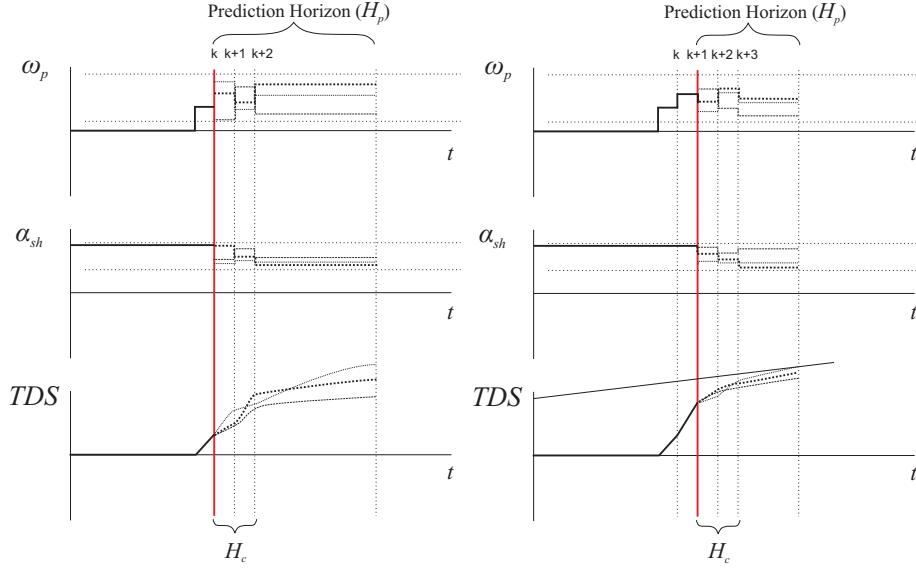 Prediction Horizon (H_p)
k k+1 k+2
ω_p
t
α_sh
t
TDS
t
H_c
Prediction Horizon (H_p)
k k+1 k+2 k+3
ω_p
t
α_sh
t
TDS
t
H_c